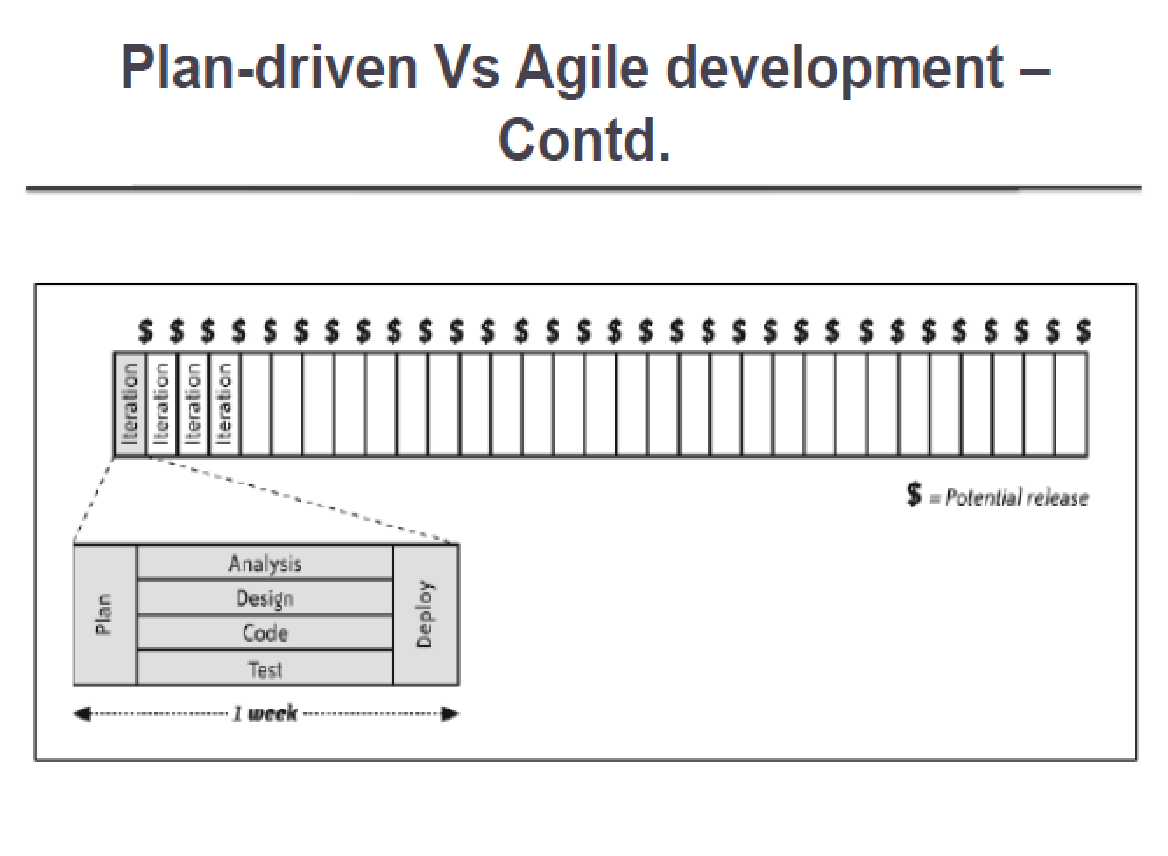 Plan-driven Vs Agile development –
Contd.
$ $ $ $ $ $ $ $ $ $ $ $ $ $ $ $ $ $ $ $ $ $ $ $ $ $ $ $ $ $ $
Iteration
Iteration
Iteration
Iteration
$ = Potential release
Plan
Analysis
Design
Code
Test
Deploy
1 week